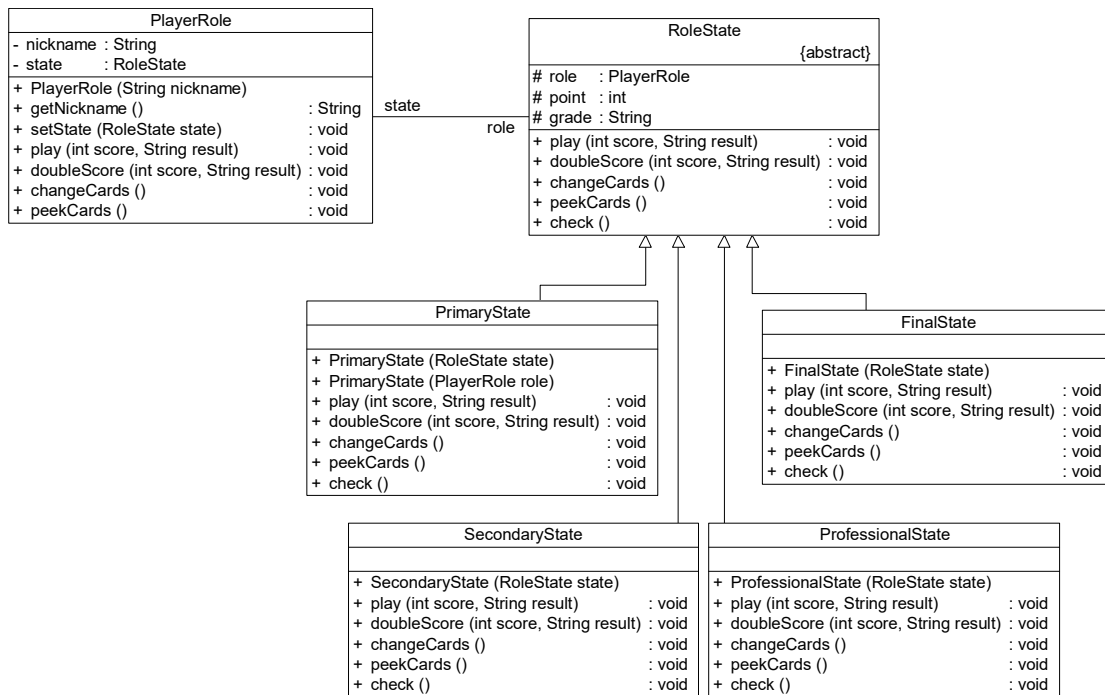 PlayerRole
- nickname : String
- state : RoleState
+ PlayerRole (String nickname)
+ getNickname () : String
+ setState (RoleState state) : void
+ play (int score, String result) : void
+ doubleScore (int score, String result) : void
+ changeCards () : void
+ peekCards () : void
state
role
RoleState
{abstract}
# role : PlayerRole
# point : int
# grade : String
+ play (int score, String result) : void
+ doubleScore (int score, String result) : void
+ changeCards () : void
+ peekCards () : void
+ check () : void
PrimaryState
+ PrimaryState (RoleState state)
+ PrimaryState (PlayerRole role)
+ play (int score, String result) : void
+ doubleScore (int score, String result) : void
+ changeCards () : void
+ peekCards () : void
+ check () : void
FinalState
+ FinalState (RoleState state)
+ play (int score, String result) : void
+ doubleScore (int score, String result) : void
+ changeCards () : void
+ peekCards () : void
+ check () : void
SecondaryState
+ SecondaryState (RoleState state)
+ play (int score, String result) : void
+ doubleScore (int score, String result) : void
+ changeCards () : void
+ peekCards () : void
+ check () : void
ProfessionalState
+ ProfessionalState (RoleState state)
+ play (int score, String result) : void
+ doubleScore (int score, String result) : void
+ changeCards () : void
+ peekCards () : void
+ check () : void